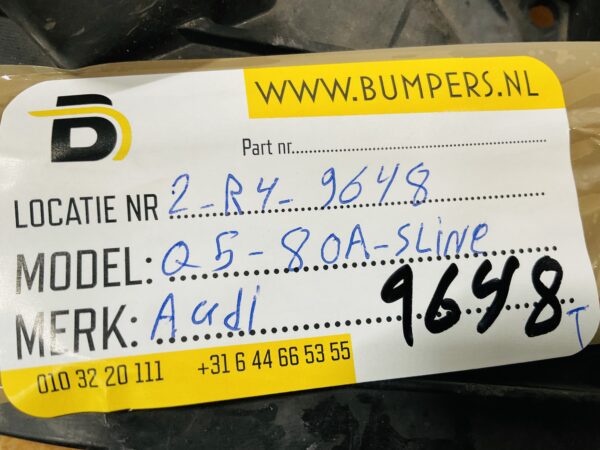 WWW.BUMPERS.NL
B
Part nr.
LOCATIE NR 2-R4-9648
MODEL: Q5-80A-SLINE
MERK: Audi 9648 T
010 32 20 111 +31 6 44 66 53 55